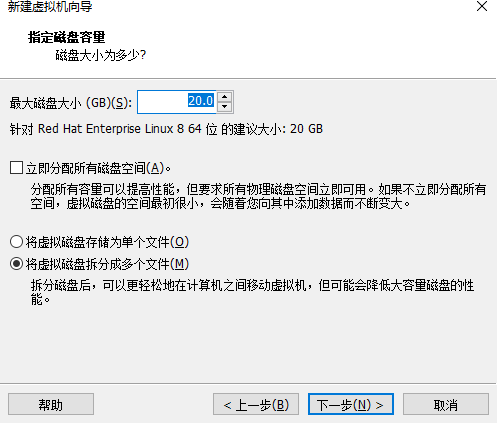 新建虚拟机向导
指定磁盘容量
磁盘大小为多少?
最大磁盘大小 (GB)(S): 20.0
针对 Red Hat Enterprise Linux 8 64 位 的建议大小: 20 GB
立即分配所有磁盘空间(A)。
分配所有容量可以提高性能，但要求所有物理磁盘空间立即可用。如果不立即分配所有
空间，虚拟磁盘的空间最初很小，会随着您向其中添加数据而不断变大。
将虚拟磁盘存储为单个文件(O)
将虚拟磁盘拆分成多个文件(M)
拆分磁盘后，可以更轻松地在计算机之间移动虚拟机，但可能会降低大容量磁盘的性
能。
帮助 < 上一步(B) 下一步(N) > 取消